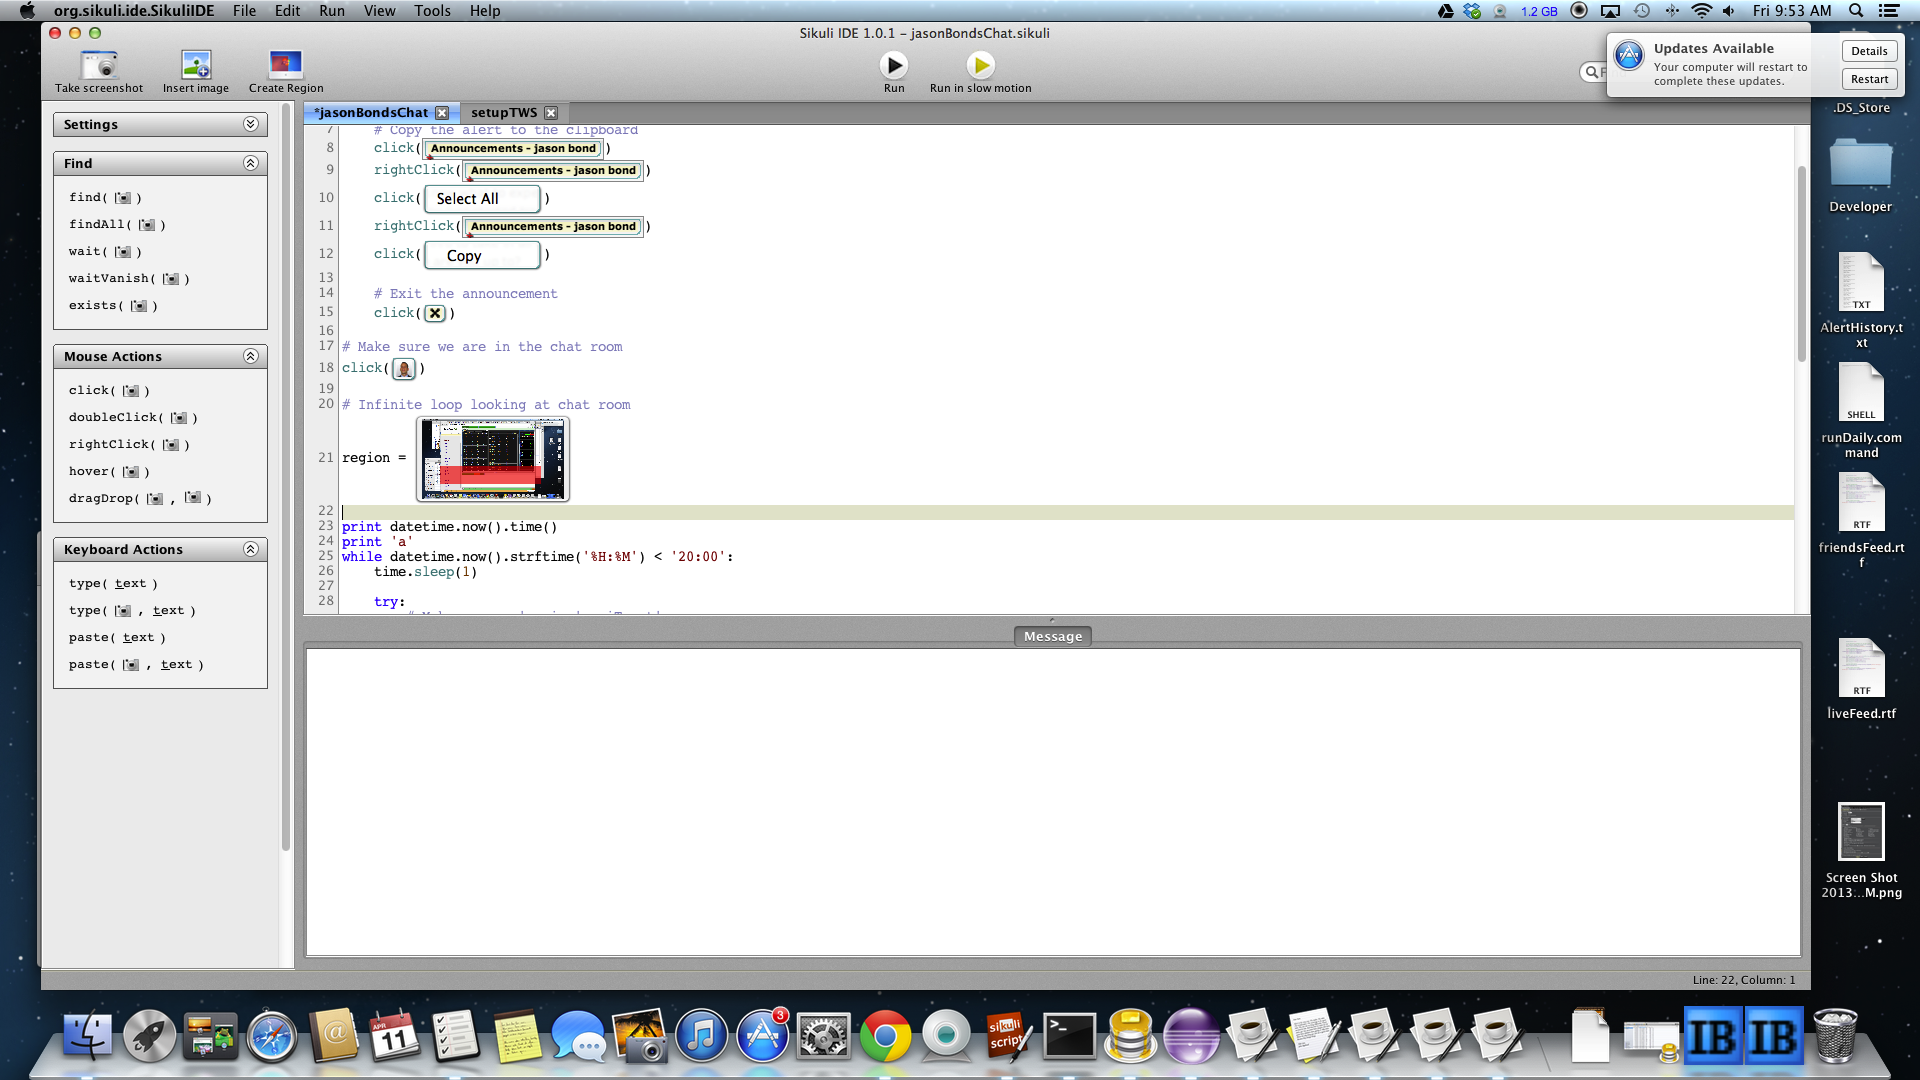 org.sikuli.ide.SikuliIDE File Edit Run View Tools Help 1.2 GB Fri 9:53 AM
Sikuli IDE 1.0.1 - jasonBondsChat.sikuli
Take screenshot Insert image Create Region Run Run in slow motion
Updates Available
Your computer will restart to
complete these updates.
Details
Restart
*jasonBondsChat setupTWS
Settings
Find
find( )
findAll( )
wait( )
waitVanish( )
exists( )
Mouse Actions
click( )
doubleClick( )
rightClick( )
hover( )
dragDrop( , )
Keyboard Actions
type( text )
type( , text )
paste( text )
paste( , text )
7 # Copy the alert to the clipboard
8 click( Announcements - jason bond )
9 rightClick( Announcements - jason bond )
10 click( Select All )
11 rightClick( Announcements - jason bond )
12 click( Copy )
13
14 # Exit the announcement
15 click( )
16
17 # Make sure we are in the chat room
18 click( )
19
20 # Infinite loop looking at chat room
21 region =
22
23 print datetime.now().time()
24 print 'a'
25 while datetime.now().strftime('%H:%M') < '20:00':
26 time.sleep(1)
27
28 try:
Message
Line: 22, Column: 1
.DS_Store
Developer
TXT
AlertHistory.t
xt
SHELL
runDaily.com
mand
RTF
friendsFeed.rt
f
RTF
liveFeed.rtf
Screen Shot
2013...M.png
APR
11
3
sikuli
script
IB
IB